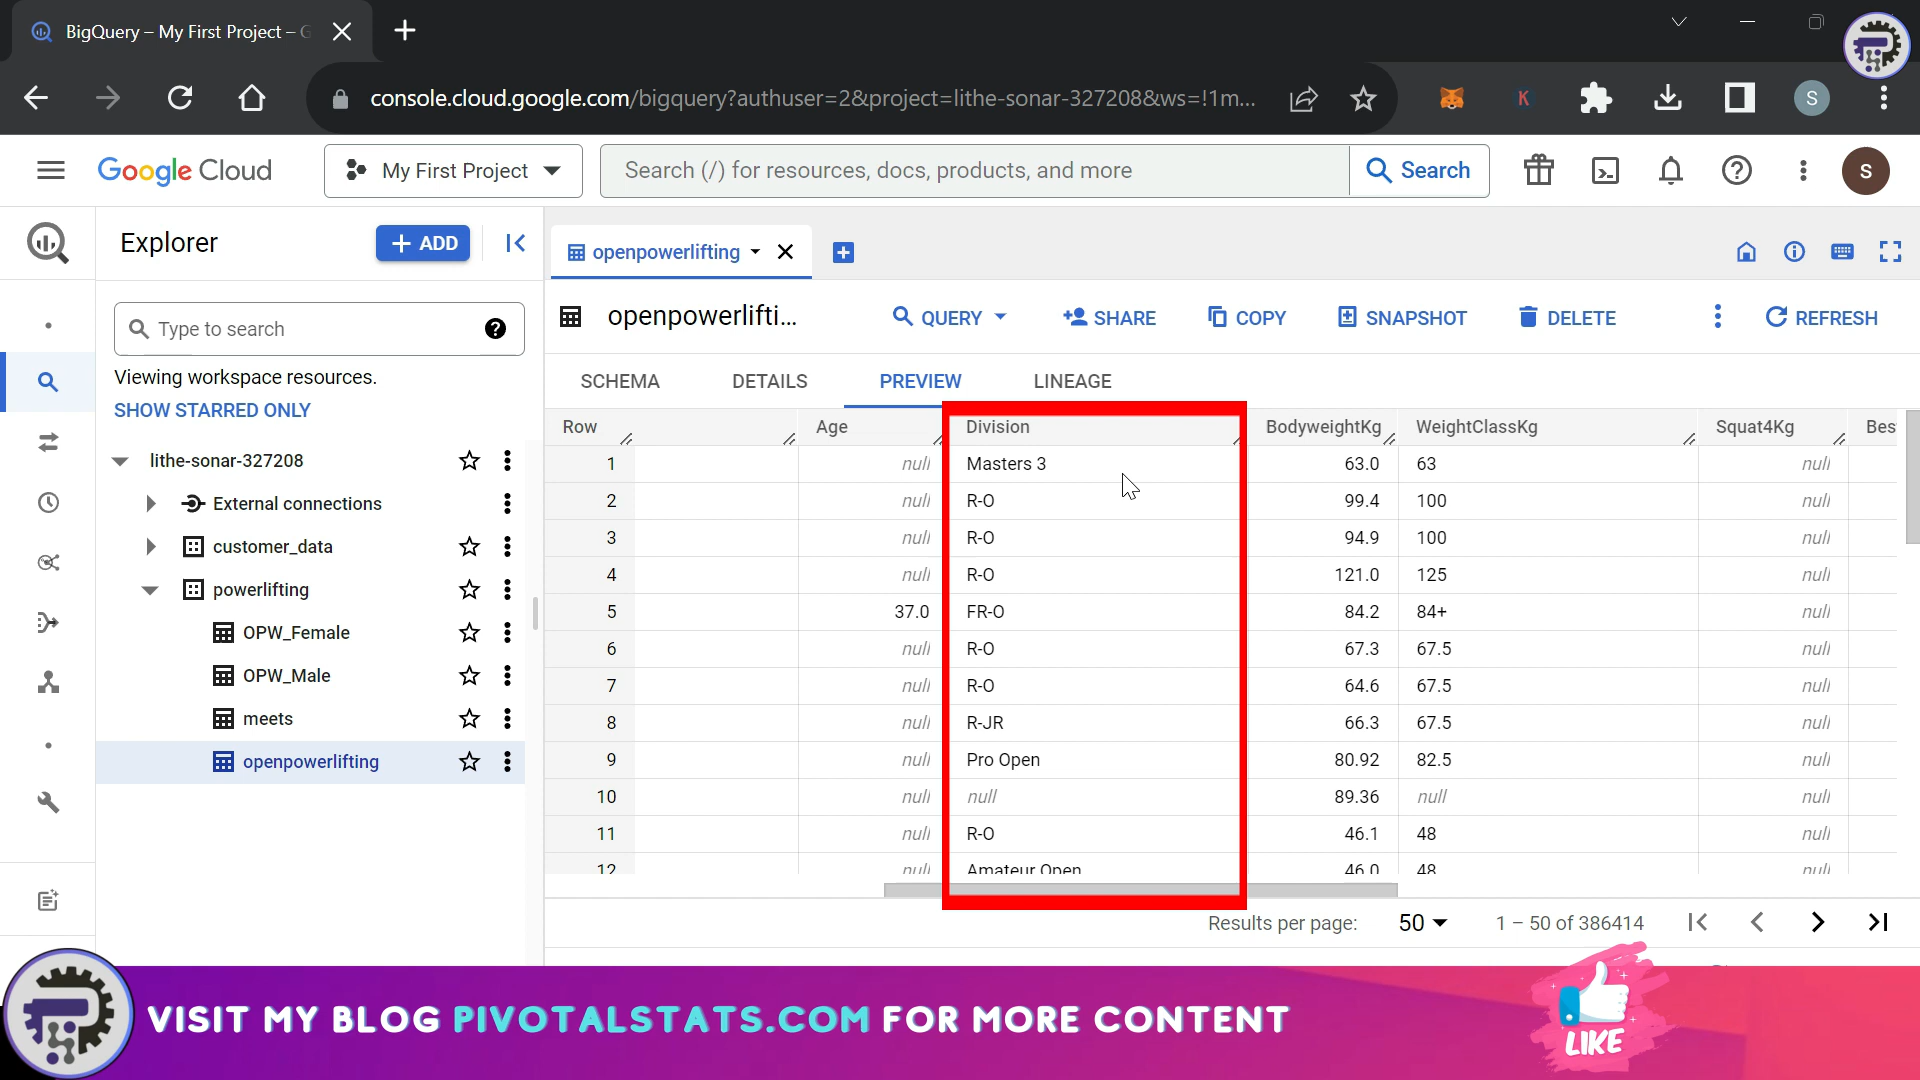 BigQuery – My First Project – G
console.cloud.google.com/bigquery?authuser=2&project=lithe-sonar-327208&ws=!1m...
K
S
Google Cloud
My First Project
Search (/) for resources, docs, products, and more
Search
S
Explorer
+ ADD
openpowerlifting
Type to search
openpowerlifti...
QUERY
SHARE
COPY
SNAPSHOT
DELETE
REFRESH
Viewing workspace resources.
SHOW STARRED ONLY
SCHEMA DETAILS PREVIEW LINEAGE
lithe-sonar-327208
External connections
customer_data
powerlifting
OPW_Female
OPW_Male
meets
openpowerlifting
Row Age Division BodyweightKg WeightClassKg Squat4Kg Bes
1 null Masters 3 63.0 63 null
2 null R-O 99.4 100 null
3 null R-O 94.9 100 null
4 null R-O 121.0 125 null
5 37.0 FR-O 84.2 84+ null
6 null R-O 67.3 67.5 null
7 null R-O 64.6 67.5 null
8 null R-JR 66.3 67.5 null
9 null Pro Open 80.92 82.5 null
10 null null 89.36 null null
11 null R-O 46.1 48 null
12 null Amateur Open 46.0 48 null
Results per page: 50 1 – 50 of 386414
VISIT MY BLOG PIVOTALSTATS.COM FOR MORE CONTENT
LIKE